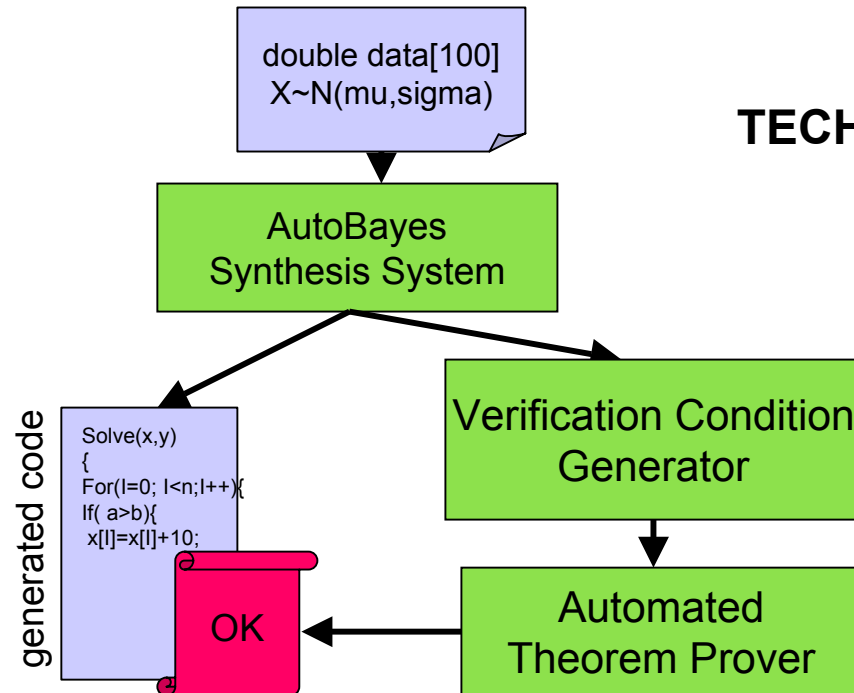 double data[100]
X~N(mu,sigma)
TECH
AutoBayes
Synthesis System
generated code
Solve(x,y)
{
For(I=0; I<n;I++){
If( a>b){
x[I]=x[I]+10;
Verification Condition
Generator
OK
Automated
Theorem Prover